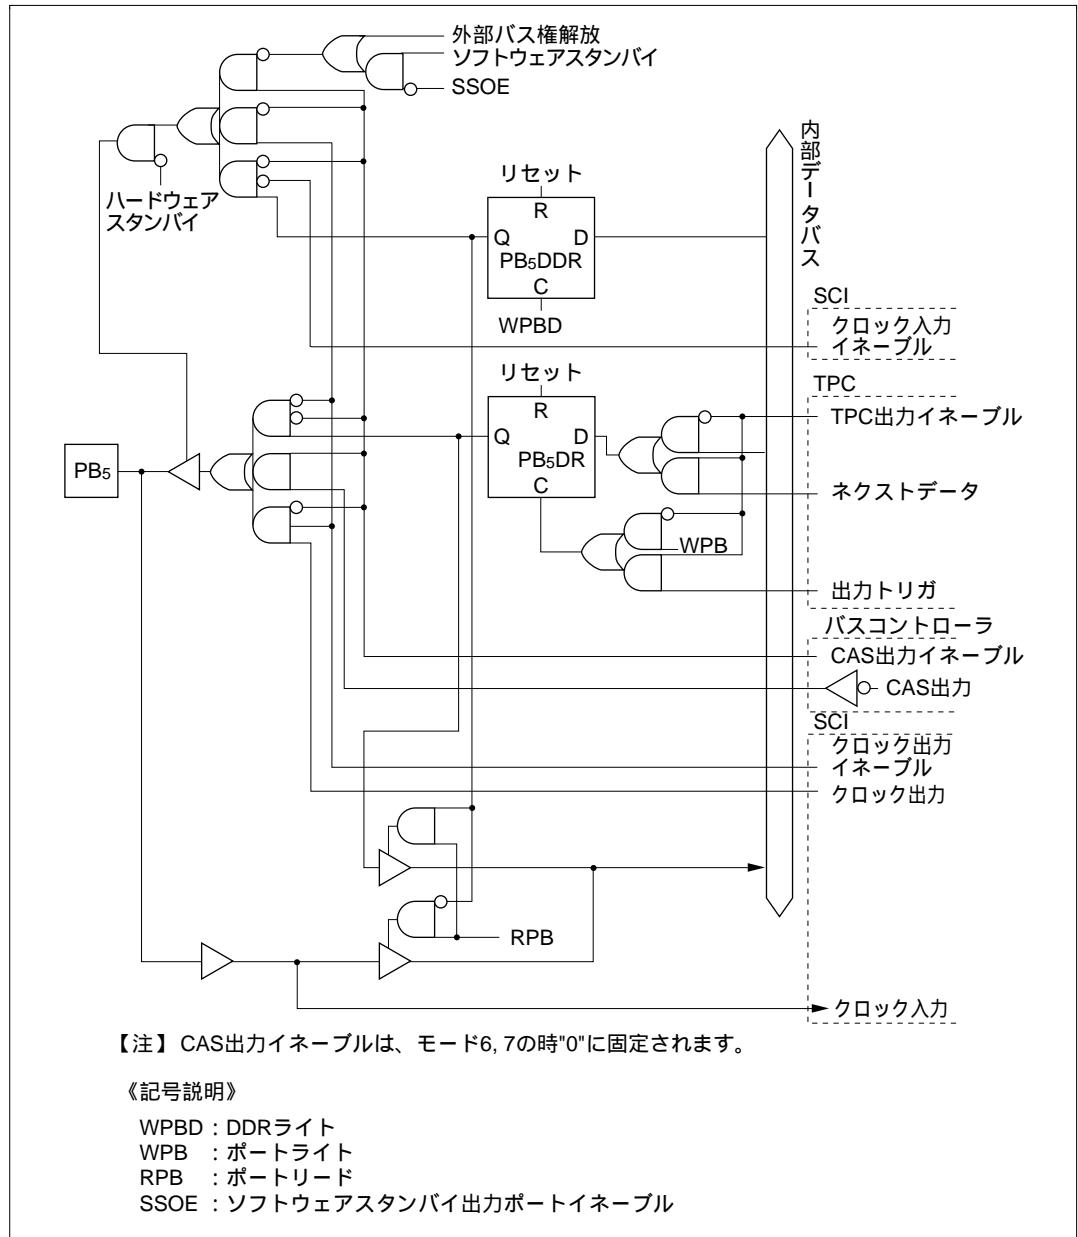 外部バス権解放
ソフトウェアスタンバイ
SSOE
ハードウェア
スタンバイ
内部データバス
リセット
R
Q D
PB5DDR
C
WPBD
SCI
クロック入力
イネーブル
リセット
R
Q D
PB5DR
C
TPC
TPC出力イネーブル
PB5
ネクストデータ
WPB
出力トリガ
バスコントローラ
CAS出力イネーブル
CAS出力
SCI
クロック出力
イネーブル
クロック出力
RPB
クロック入力
【注】 CAS出力イネーブルは、モード6, 7の時"0"に固定されます。
《記号説明》
WPBD : DDRライト
WPB : ポートライト
RPB : ポートリード
SSOE : ソフトウェアスタンバイ出力ポートイネーブル